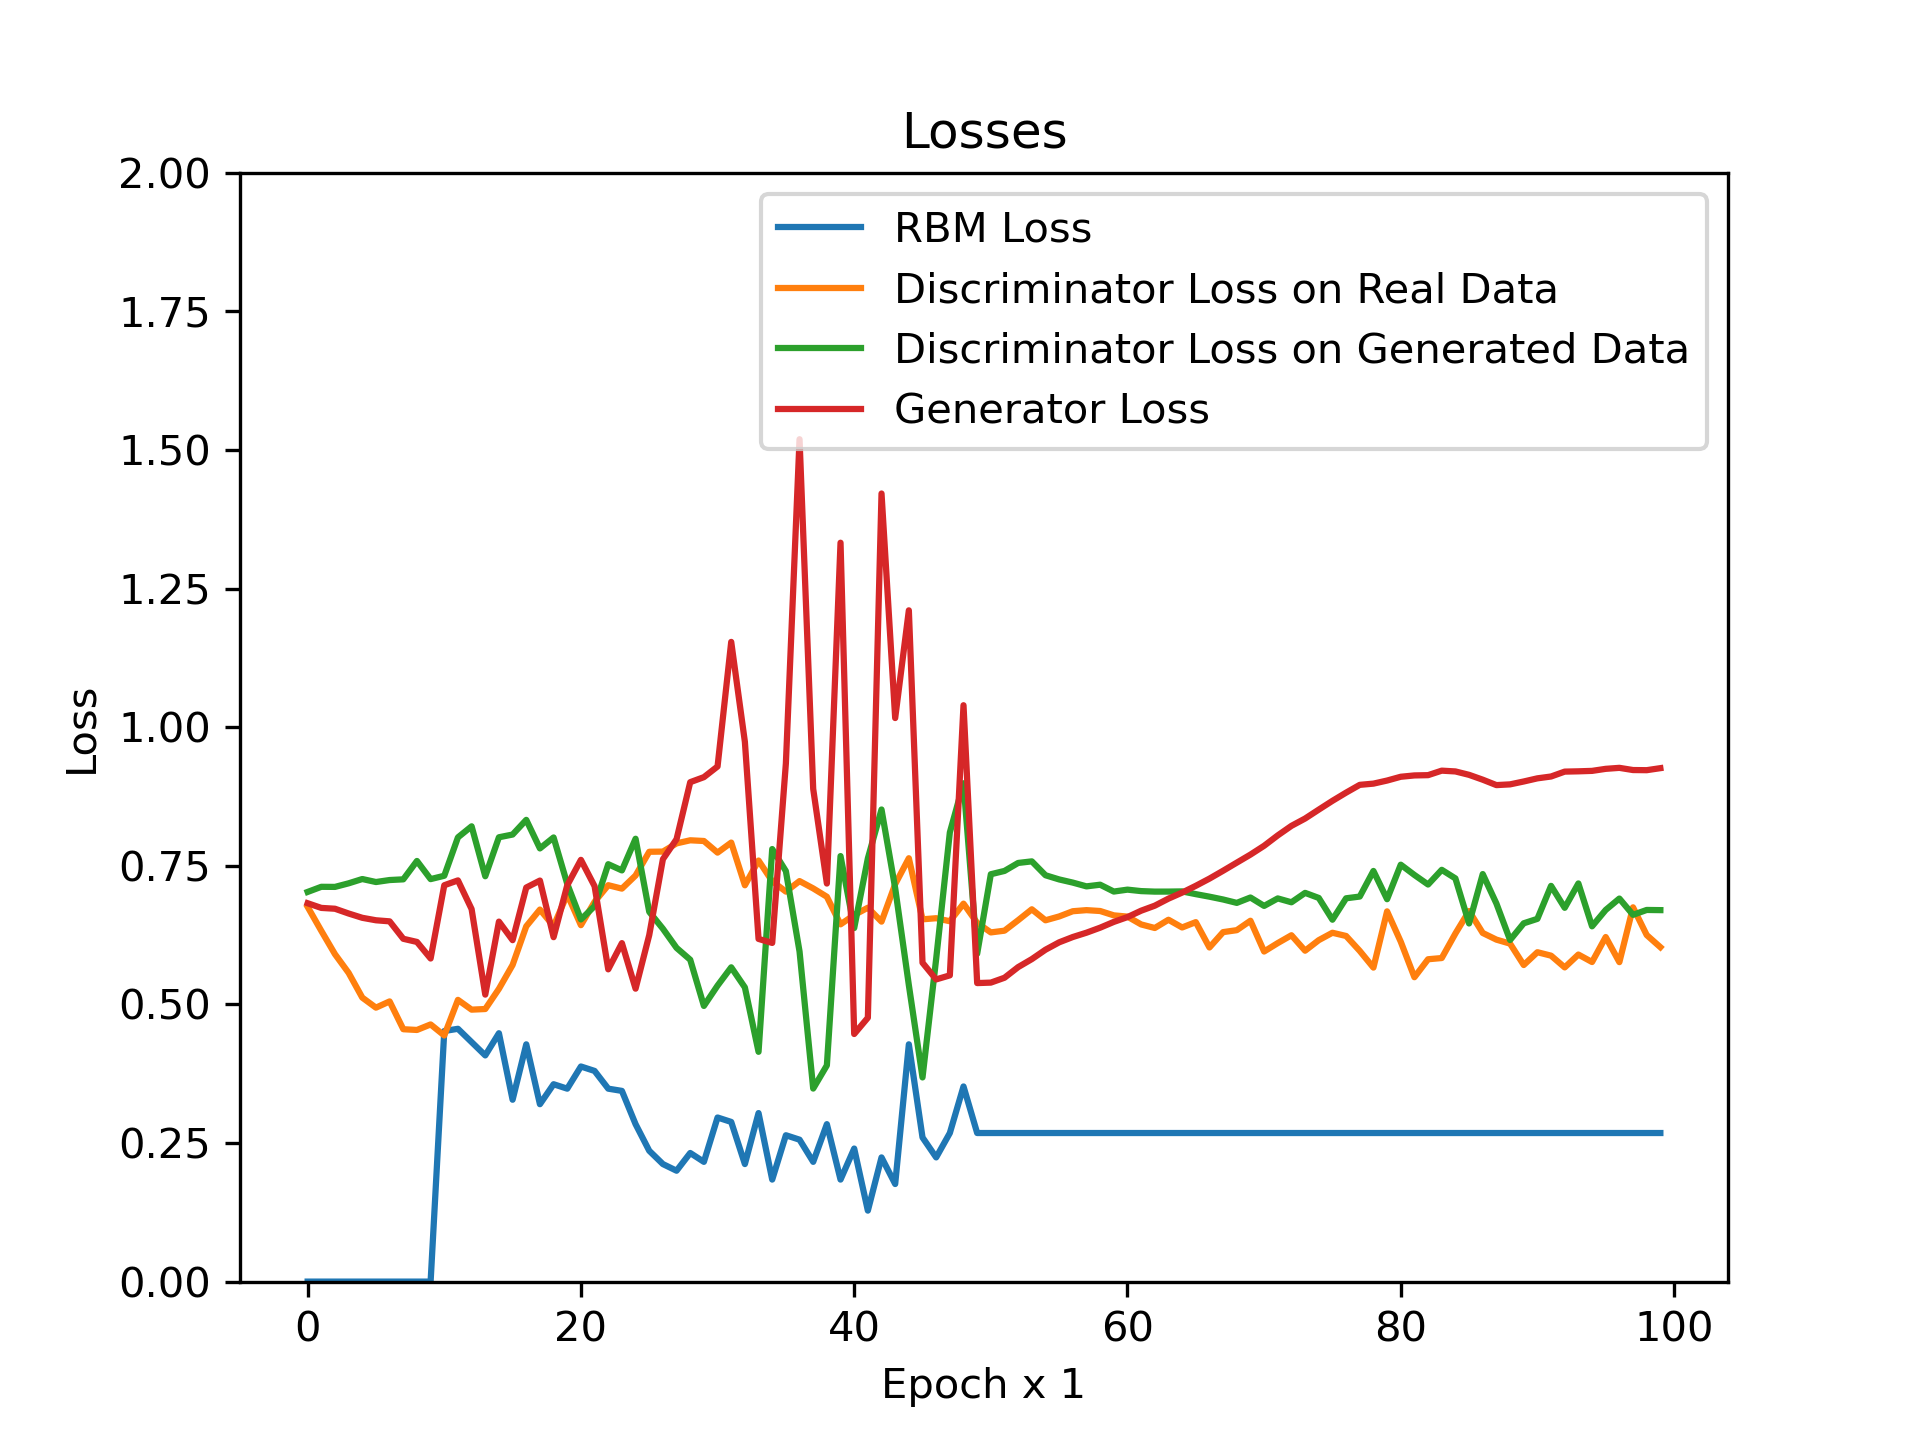 Losses
2.00
1.75
1.50
1.25
1.00
0.75
0.50
0.25
0.00
Loss
RBM Loss
Discriminator Loss on Real Data
Discriminator Loss on Generated Data
Generator Loss
0 20 40 60 80 100
Epoch x 1